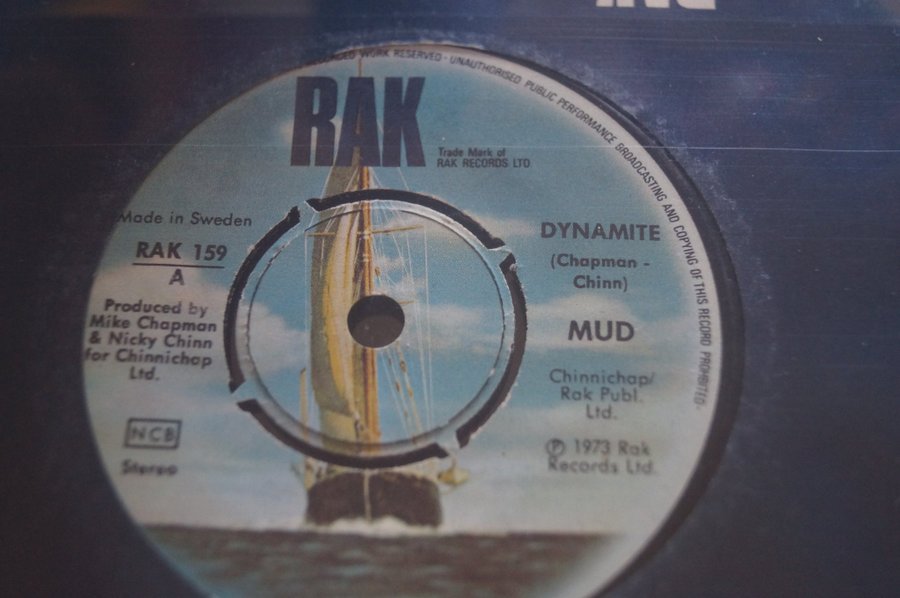 WORK RESERVED · UNAUTHORISED PUBLIC PERFORMANCE BROADCASTING AND COPYING OF THIS RECORD PROHIBITED.
RAK
Trade Mark of
RAK RECORDS LTD
Made in Sweden
RAK 159
A
Produced by
Mike Chapman
& Nicky Chinn
for Chinnichap
Ltd.
NCB
Stereo
DYNAMITE
(Chapman -
Chinn)
MUD
Chinnichap/
Rak Publ.
Ltd.
℗ 1973 Rak
Records Ltd.